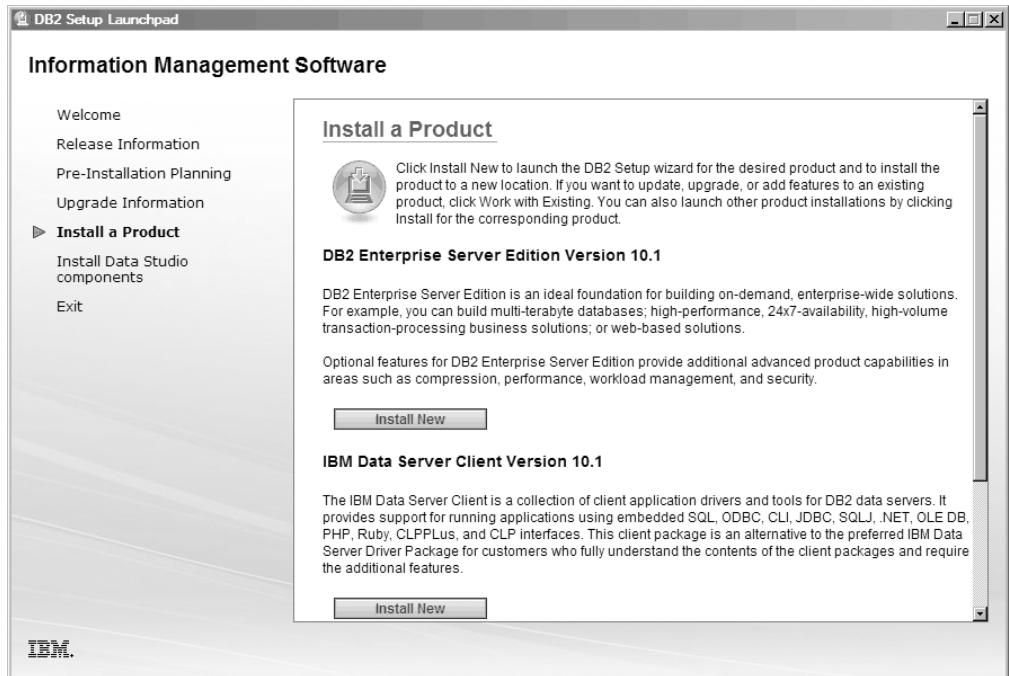 DB2 Setup Launchpad
Information Management Software
Welcome
Release Information
Pre-Installation Planning
Upgrade Information
Install a Product
Install Data Studio
components
Exit
Install a Product
Click Install New to launch the DB2 Setup wizard for the desired product and to install the
product to a new location. If you want to update, upgrade, or add features to an existing
product, click Work with Existing. You can also launch other product installations by clicking
Install for the corresponding product.
DB2 Enterprise Server Edition Version 10.1
DB2 Enterprise Server Edition is an ideal foundation for building on-demand, enterprise-wide solutions.
For example, you can build multi-terabyte databases; high-performance, 24x7-availability, high-volume
transaction-processing business solutions; or web-based solutions.
Optional features for DB2 Enterprise Server Edition provide additional advanced product capabilities in
areas such as compression, performance, workload management, and security.
Install New
IBM Data Server Client Version 10.1
The IBM Data Server Client is a collection of client application drivers and tools for DB2 data servers. It
provides support for running applications using embedded SQL, ODBC, CLI, JDBC, SQLJ, .NET, OLE DB,
PHP, Ruby, CLPPLus, and CLP interfaces. This client package is an alternative to the preferred IBM Data
Server Driver Package for customers who fully understand the contents of the client packages and require
the additional features.
Install New
IBM.